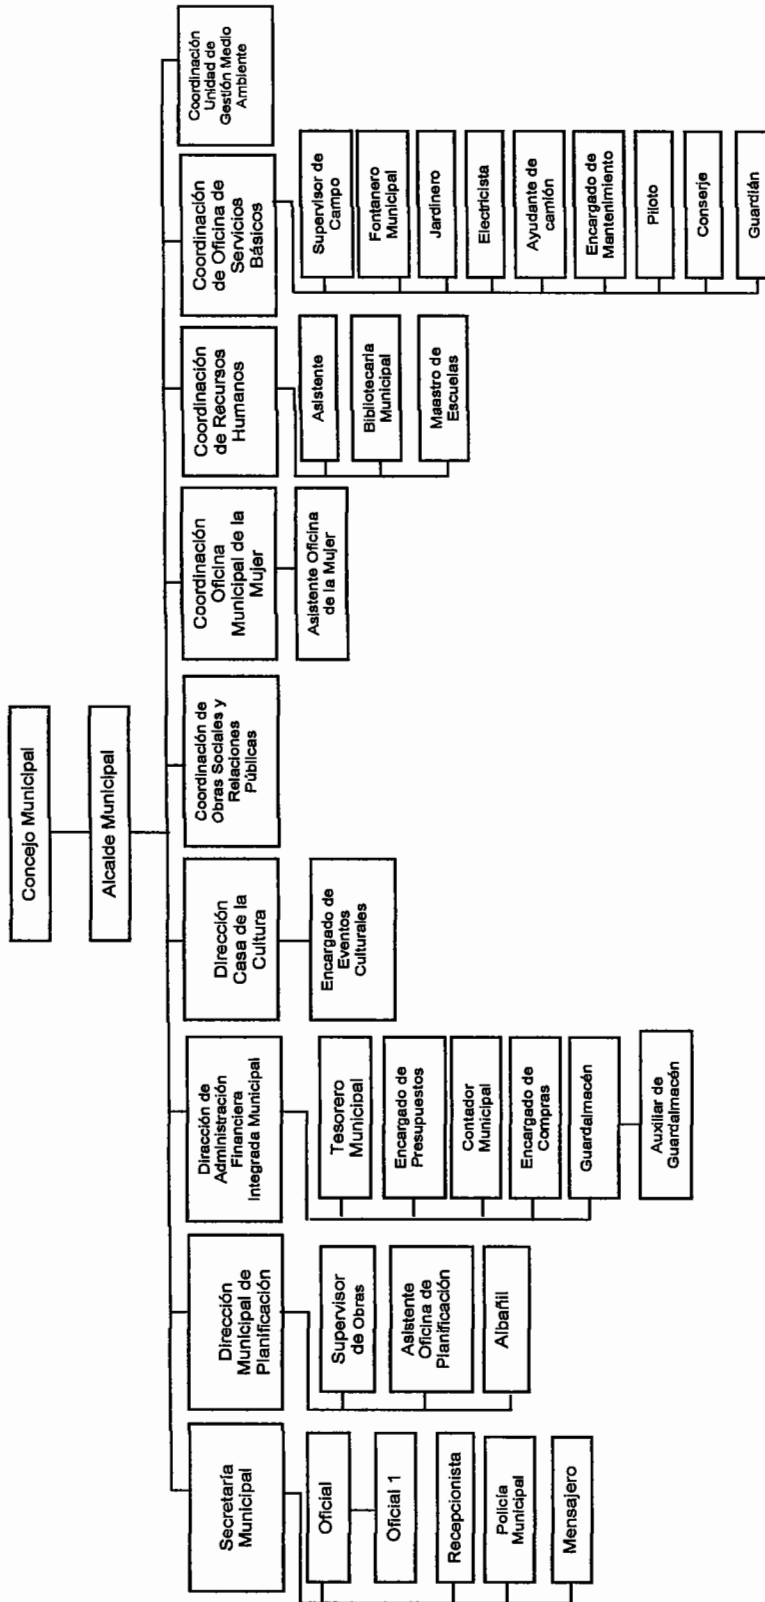 Concejo Municipal
Alcalde Municipal
Secretaría
Municipal
Oficial
Oficial 1
Recepcionista
Policía
Municipal
Mensajero
Dirección
Municipal de
Planificación
Supervisor
de Obras
Asistente
Oficina de
Planificación
Albañil
Dirección de
Administración
Financiera
Integrada Municipal
Tesorero
Municipal
Encargado de
Presupuestos
Contador
Municipal
Encargado de
Compras
Guardalmacén
Auxiliar de
Guardalmacén
Dirección
Casa de la
Cultura
Encargado de
Eventos
Culturales
Coordinación de
Obras Sociales y
Relaciones
Públicas
Coordinación
Oficina
Municipal de la
Mujer
Asistente Oficina
de la Mujer
Coordinación
de Recursos
Humanos
Asistente
Bibliotecaria
Municipal
Maastro de
Escuelas
Coordinación
de Oficina de
Servicios
Básicos
Supervisor de
Campo
Fontanero
Municipal
Jardinero
Electricista
Ayudante de
camión
Encargado de
Mantenimiento
Piloto
Conserje
Guardián
Coordinación
Unidad de
Gestión Medio
Ambiente